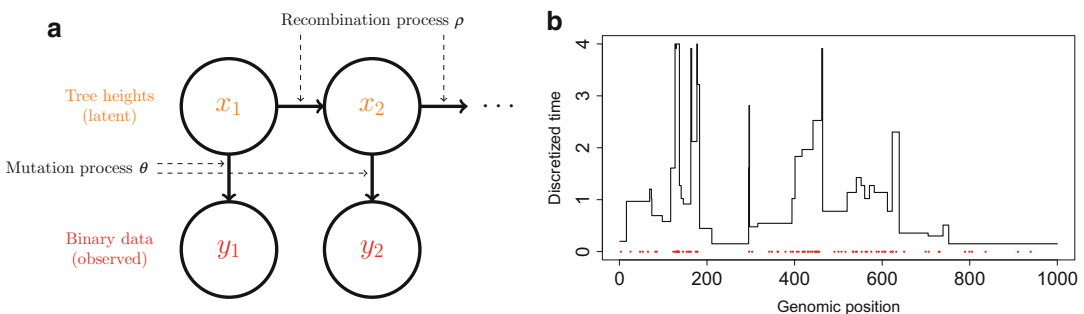 a
Recombination process ρ
Tree heights
(latent)
x1
x2
· · ·
Mutation process θ
Binary data
(observed)
y1
y2
b
Discretized time
4
3
2
1
0
0 200 400 600 800 1000
Genomic position